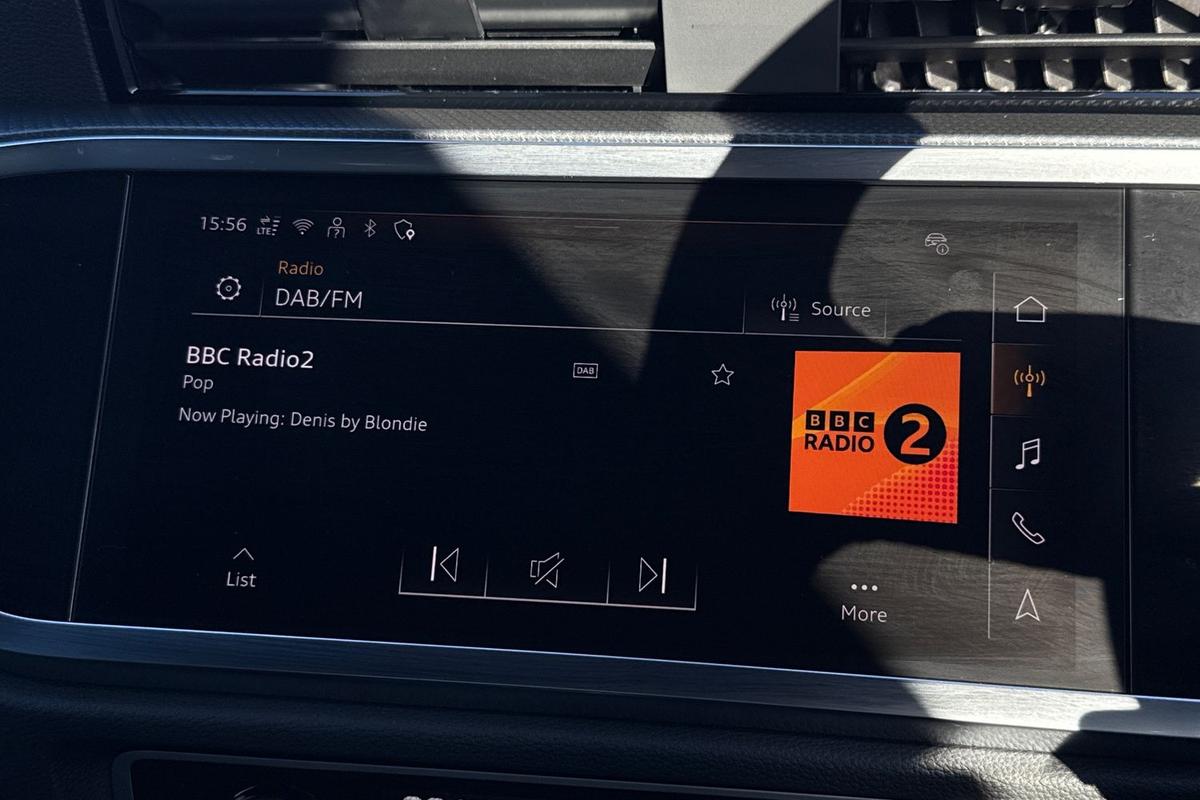 15:56 LTE
Radio
DAB/FM
Source
BBC Radio2
DAB
Pop
Now Playing: Denis by Blondie
BBC
RADIO 2
List
More